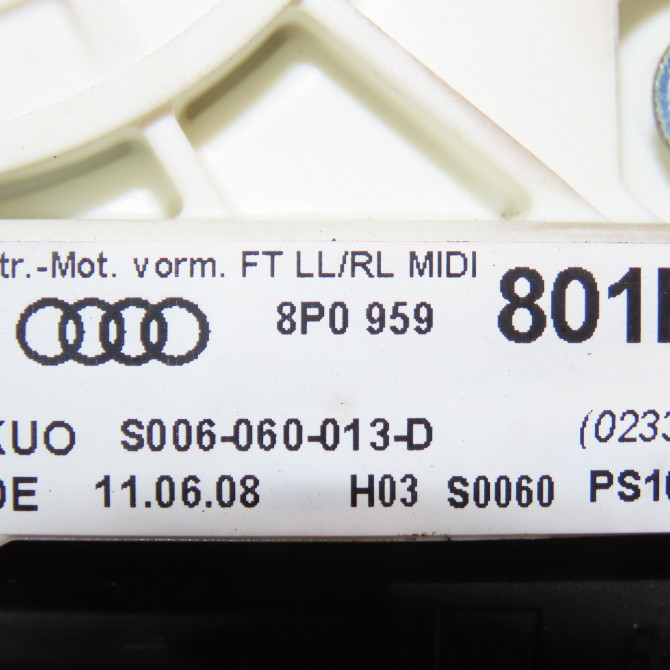 tr.-Mot. vorm. FT LL/RL MIDI
8P0 959 801
KUO S006-060-013-D (0233
DE 11.06.08 H03 S0060 PS10